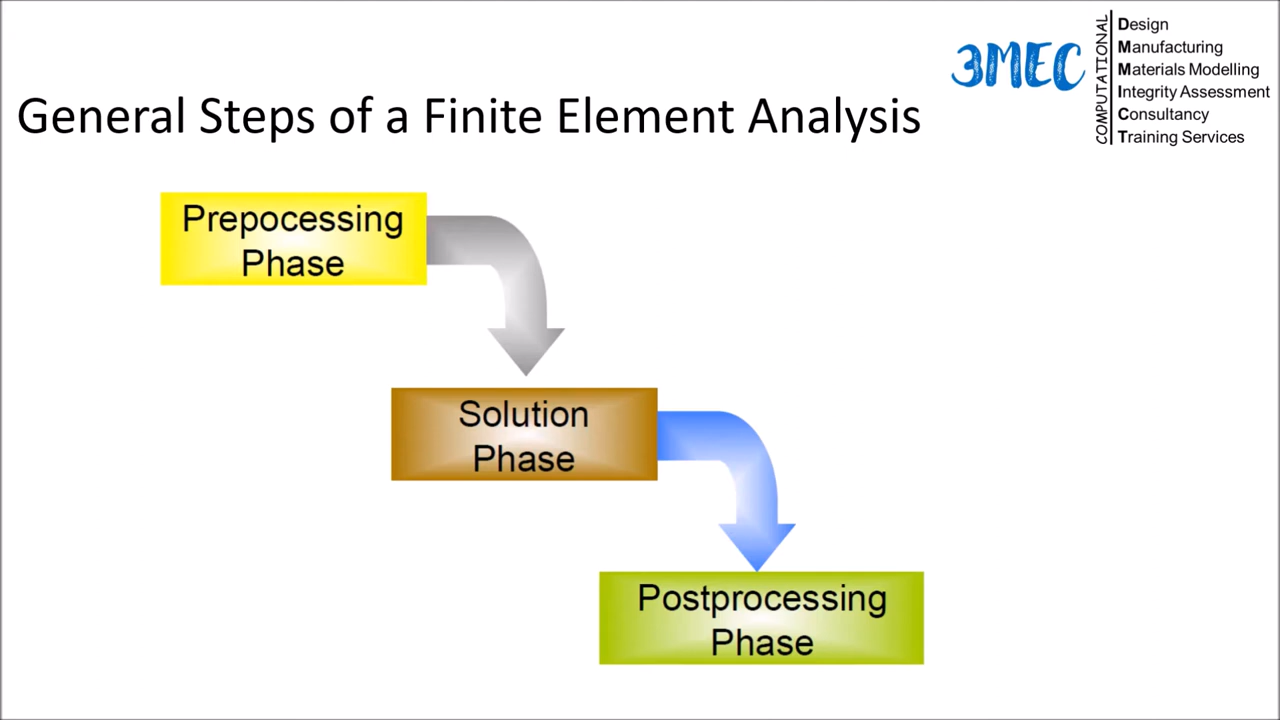 3MEC
COMPUTATIONAL
Design
Manufacturing
Materials Modelling
Integrity Assessment
Consultancy
Training Services
General Steps of a Finite Element Analysis
Prepocessing
Phase
Solution
Phase
Postprocessing
Phase